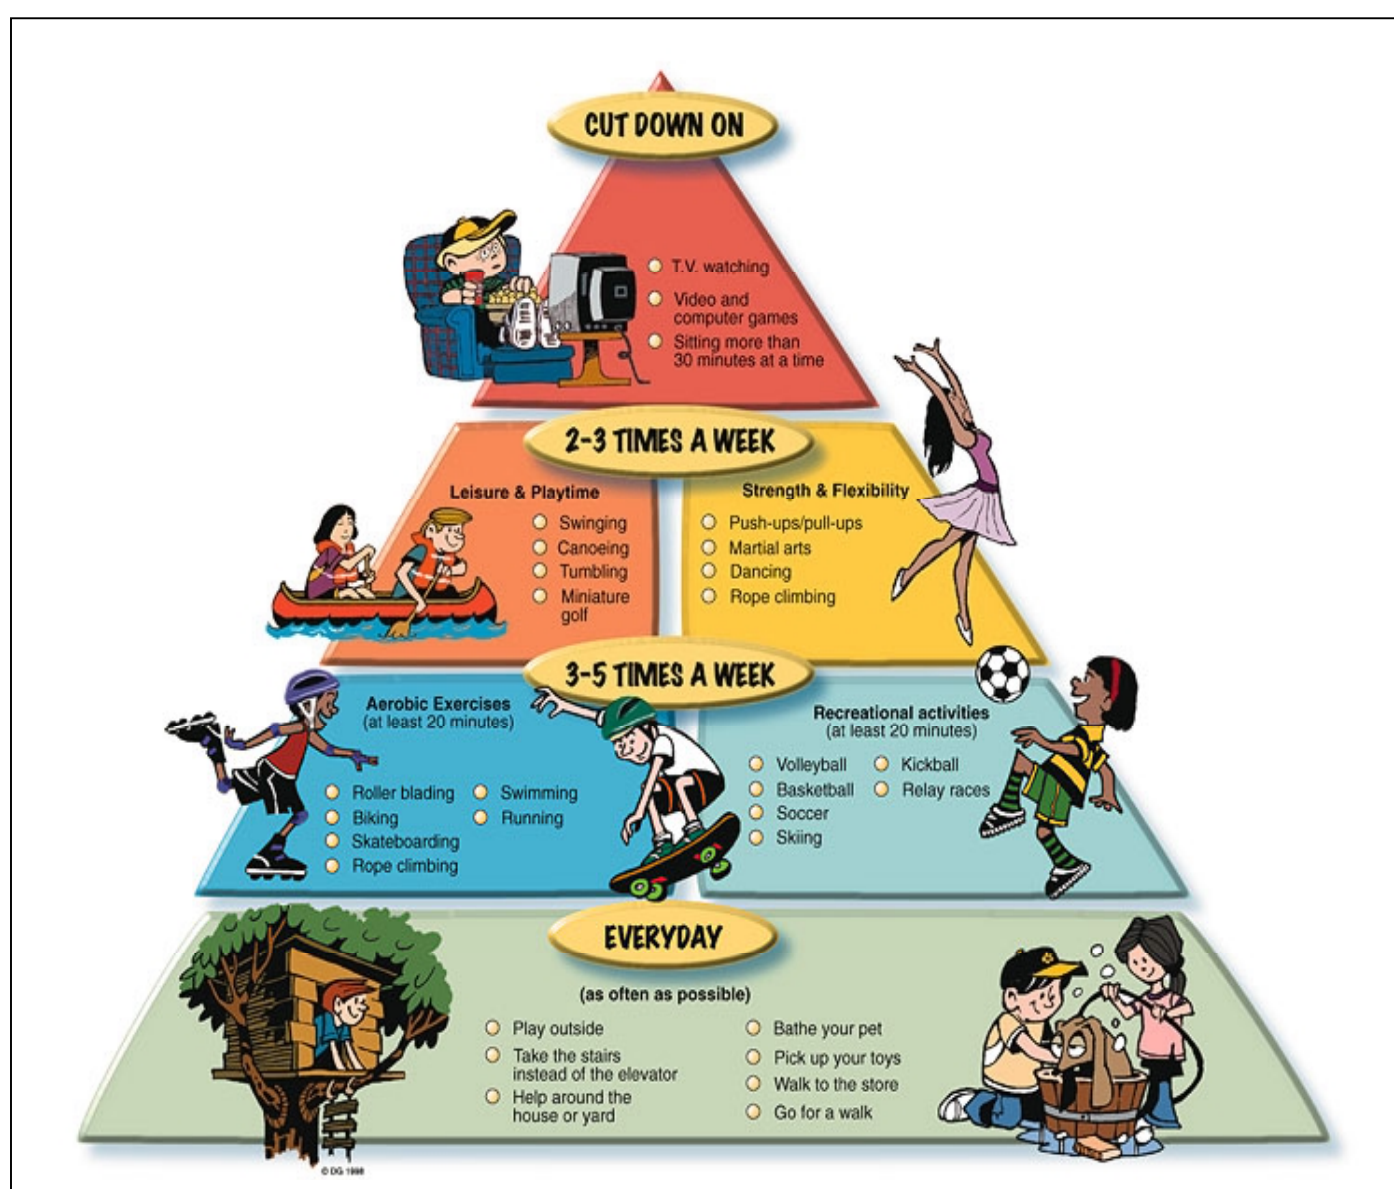 CUT DOWN ON
T.V. watching
Video and
computer games
Sitting more than
30 minutes at a time
2-3 TIMES A WEEK
Leisure & Playtime
Swinging
Canoeing
Tumbling
Miniature
golf
Strength & Flexibility
Push-ups/pull-ups
Martial arts
Dancing
Rope climbing
3-5 TIMES A WEEK
Aerobic Exercises
(at least 20 minutes)
Roller blading
Biking
Skateboarding
Rope climbing
Swimming
Running
Recreational activities
(at least 20 minutes)
Volleyball
Basketball
Soccer
Skiing
Kickball
Relay races
EVERYDAY
(as often as possible)
Play outside
Take the stairs
instead of the elevator
Help around the
house or yard
Bathe your pet
Pick up your toys
Walk to the store
Go for a walk
© DG 1998